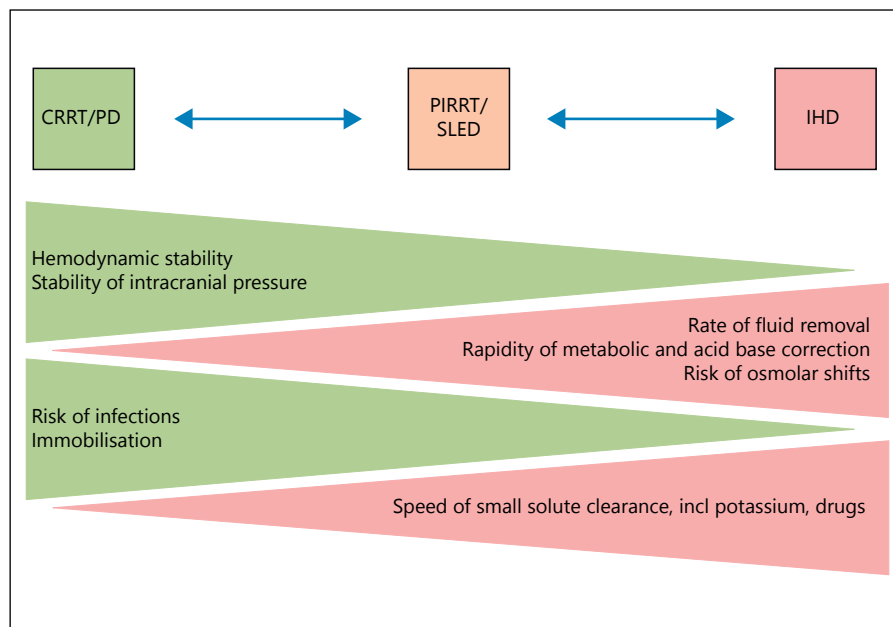 CRRT/PD
PIRRT/
SLED
IHD
Hemodynamic stability
Stability of intracranial pressure
Rate of fluid removal
Rapidity of metabolic and acid base correction
Risk of osmolar shifts
Risk of infections
Immobilisation
Speed of small solute clearance, incl potassium, drugs